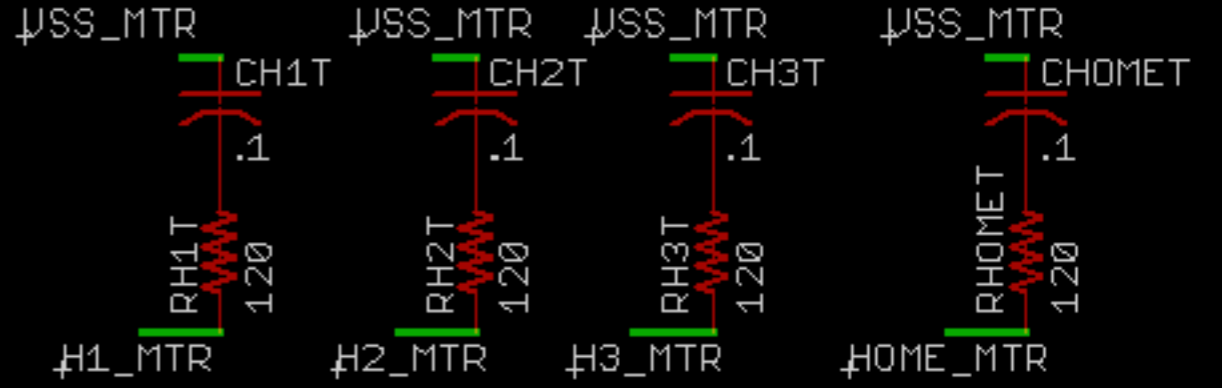 VSS_MTR VSS_MTR VSS_MTR VSS_MTR
CH1T CH2T CH3T CHOMET
.1 .1 .1 .1
RH1T 120 RH2T 120 RH3T 120 RHOMET 120
H1_MTR H2_MTR H3_MTR HOME_MTR